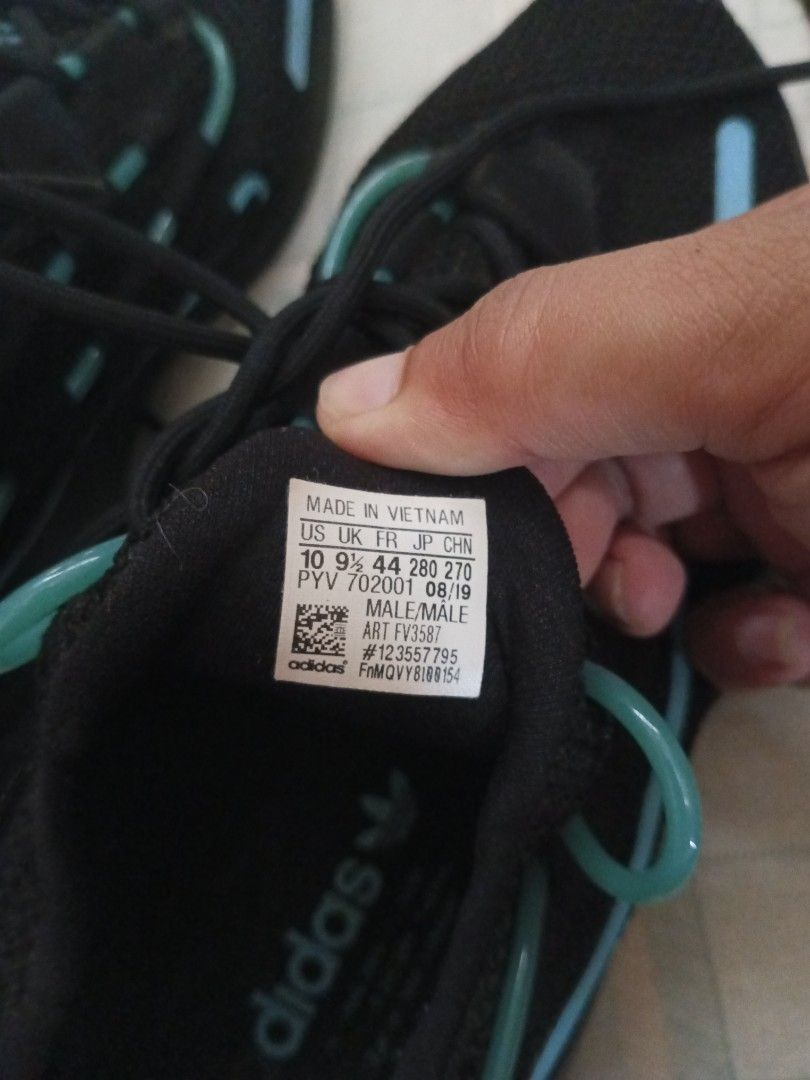 MADE IN VIETNAM
US UK FR JP CHN
10 9½ 44 280 270
PYV 702001 08/19
MALE/MÂLE
ART FV3587
#123557795
adidas FnMQVY8L00154
adidas